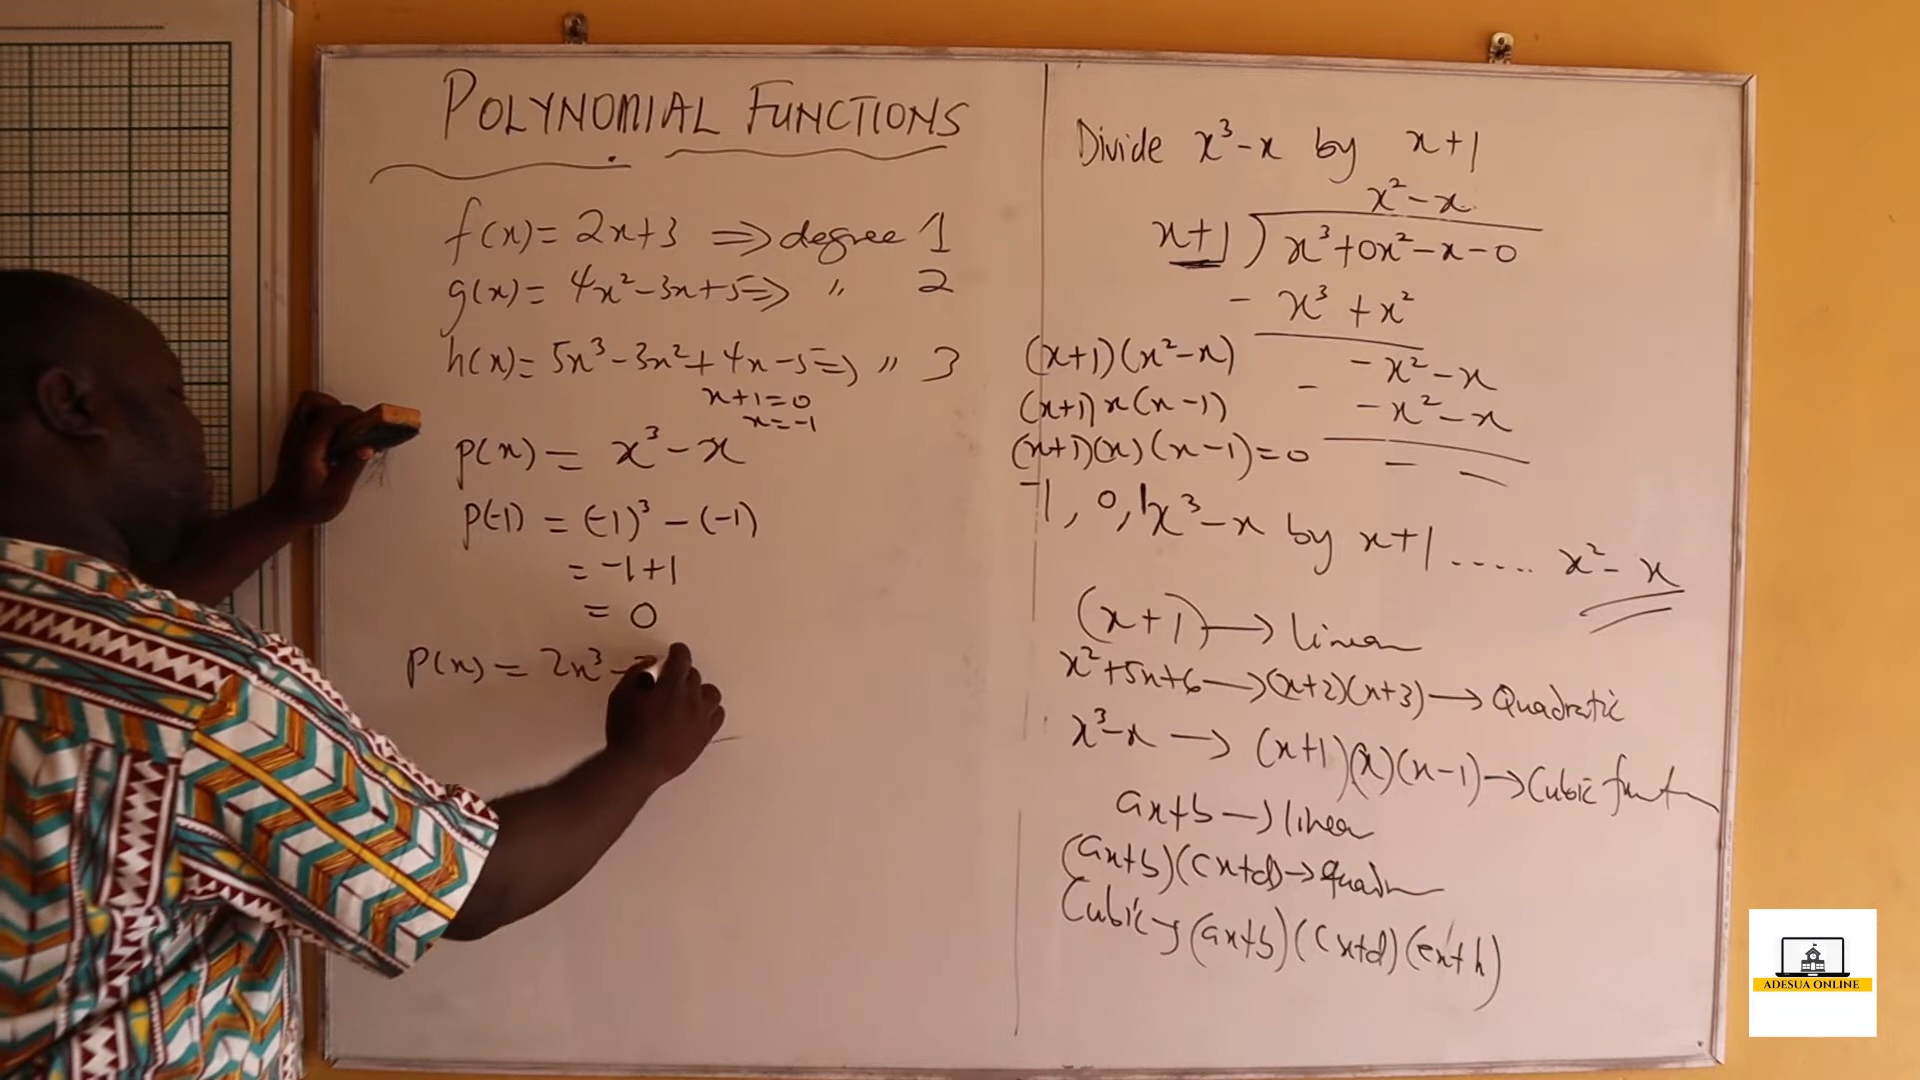 POLYNOMIAL FUNCTIONS
f(x) = 2x+3 ⇒ degree 1
g(x) = 4x²-3x+5 ⇒ " 2
h(x) = 5x³-3x²+4x-5 ⇒ " 3
x+1=0
x=-1
p(x) = x³-x
p(-1) = (-1)³-(-1)
= -1+1
= 0
p(x) = 2x³-
Divide x³-x by x+1
x²-x
x+1) x³+0x²-x-0
- x³+x²
-x²-x
- -x²-x
- -
(x+1)(x²-x)
(x+1)x(x-1)
(x+1)(x)(x-1)=0
-1, 0, 1
x³-x by x+1 ..... x²-x
(x+1) → linear
x²+5x+6 → (x+2)(x+3) → Quadratic
x³-x → (x+1)(x)(x-1) → Cubic
ax+b → linear
(ax+b)(cx+d) →
Cubic → (ax+b)(cx+d)(ex+h)
ADESUA ONLINE